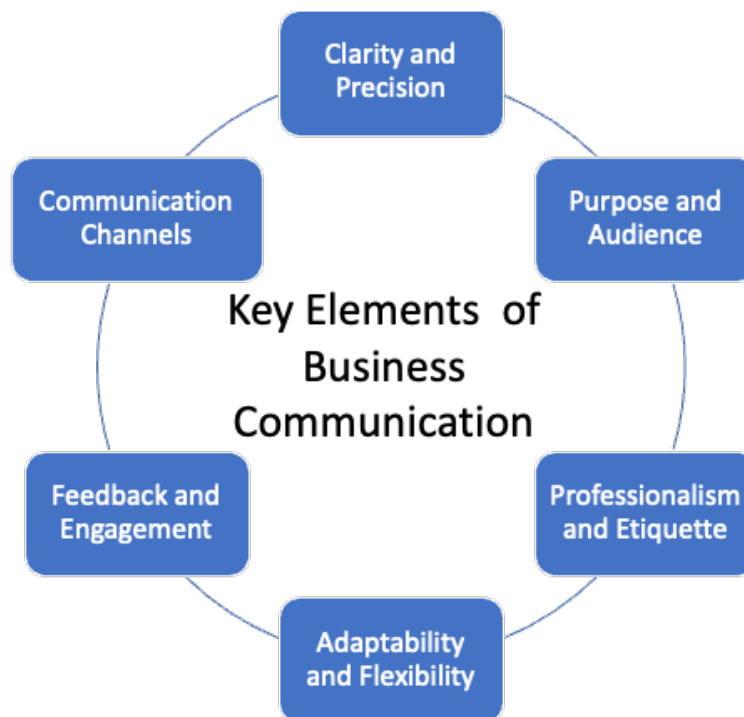 Clarity and
Precision
Purpose and
Audience
Professionalism
and Etiquette
Adaptability
and Flexibility
Feedback and
Engagement
Communication
Channels
Key Elements of
Business
Communication